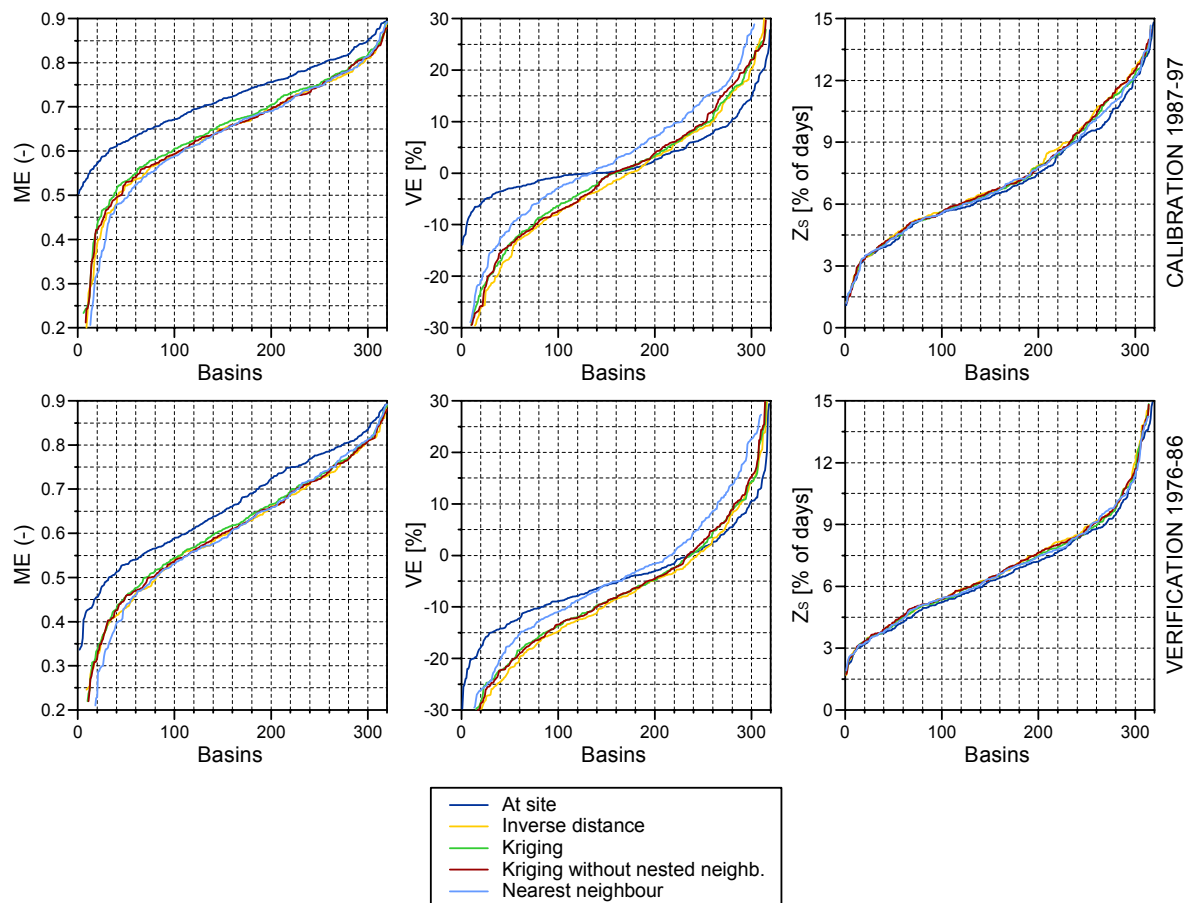 0.9
0.8
0.7
0.6
0.5
0.4
0.3
0.2
ME (-)
0 100 200 300
Basins
30
20
10
0
-10
-20
-30
VE [%]
0 100 200 300
Basins
15
12
9
6
3
0
Zs [% of days]
0 100 200 300
Basins
CALIBRATION 1987-97
0.9
0.8
0.7
0.6
0.5
0.4
0.3
0.2
ME (-)
0 100 200 300
Basins
30
20
10
0
-10
-20
-30
VE [%]
0 100 200 300
Basins
15
12
9
6
3
0
Zs [% of days]
0 100 200 300
Basins
VERIFICATION 1976-86
At site
Inverse distance
Kriging
Kriging without nested neighb.
Nearest neighbour